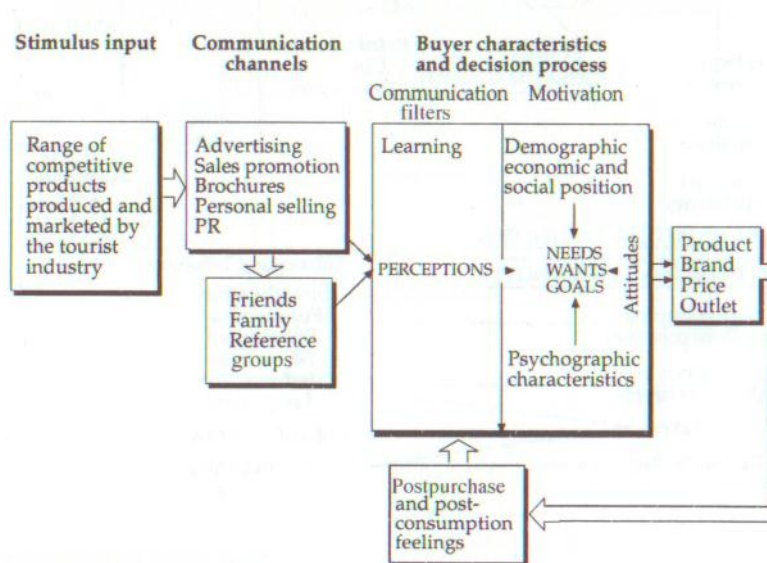 Stimulus input
Communication
channels
Buyer characteristics
and decision process
Communication
filters
Motivation
Range of
competitive
products
produced and
marketed by
the tourist
industry
Advertising
Sales promotion
Brochures
Personal selling
PR
Friends
Family
Reference
groups
Learning
PERCEPTIONS
Demographic
economic and
social position
NEEDS
WANTS
GOALS
Psychographic
characteristics
Attitudes
Product
Brand
Price
Outlet
Postpurchase
and post-
consumption
feelings